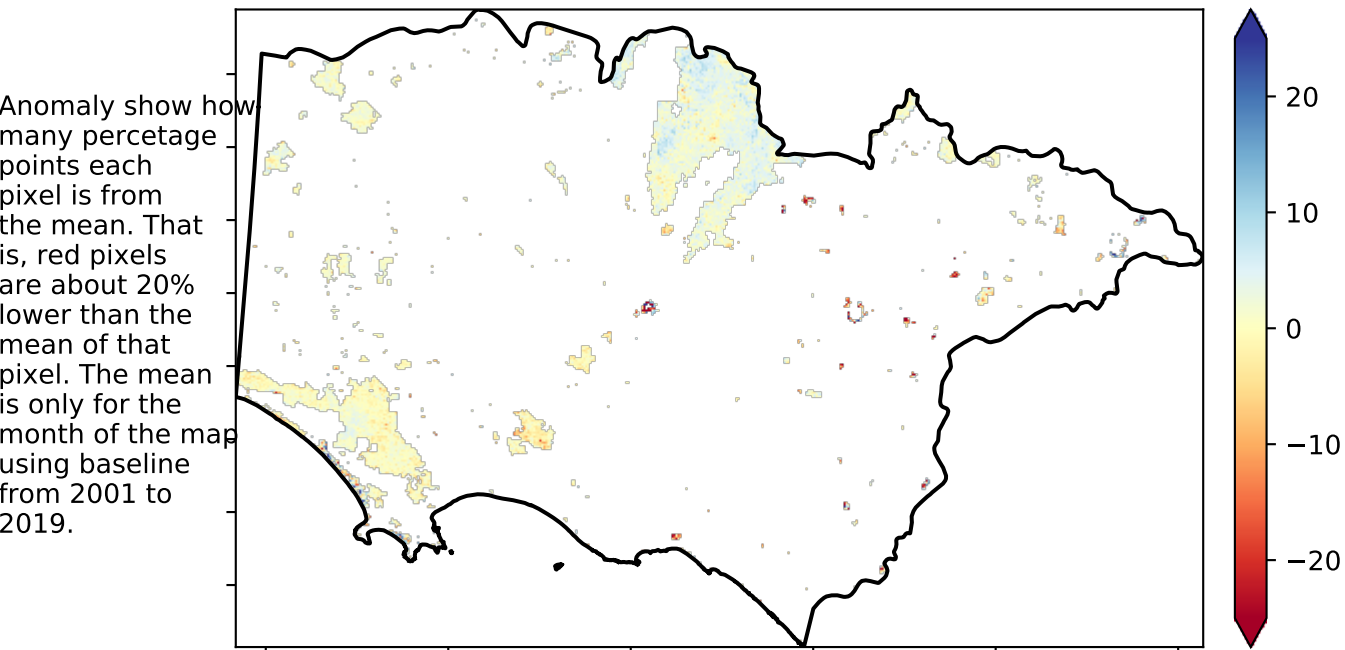 Anomaly show how
many percetage
points each
pixel is from
the mean. That
is, red pixels
are about 20%
lower than the
mean of that
pixel. The mean
is only for the
month of the map
using baseline
from 2001 to
2019.
20
10
0
−10
−20